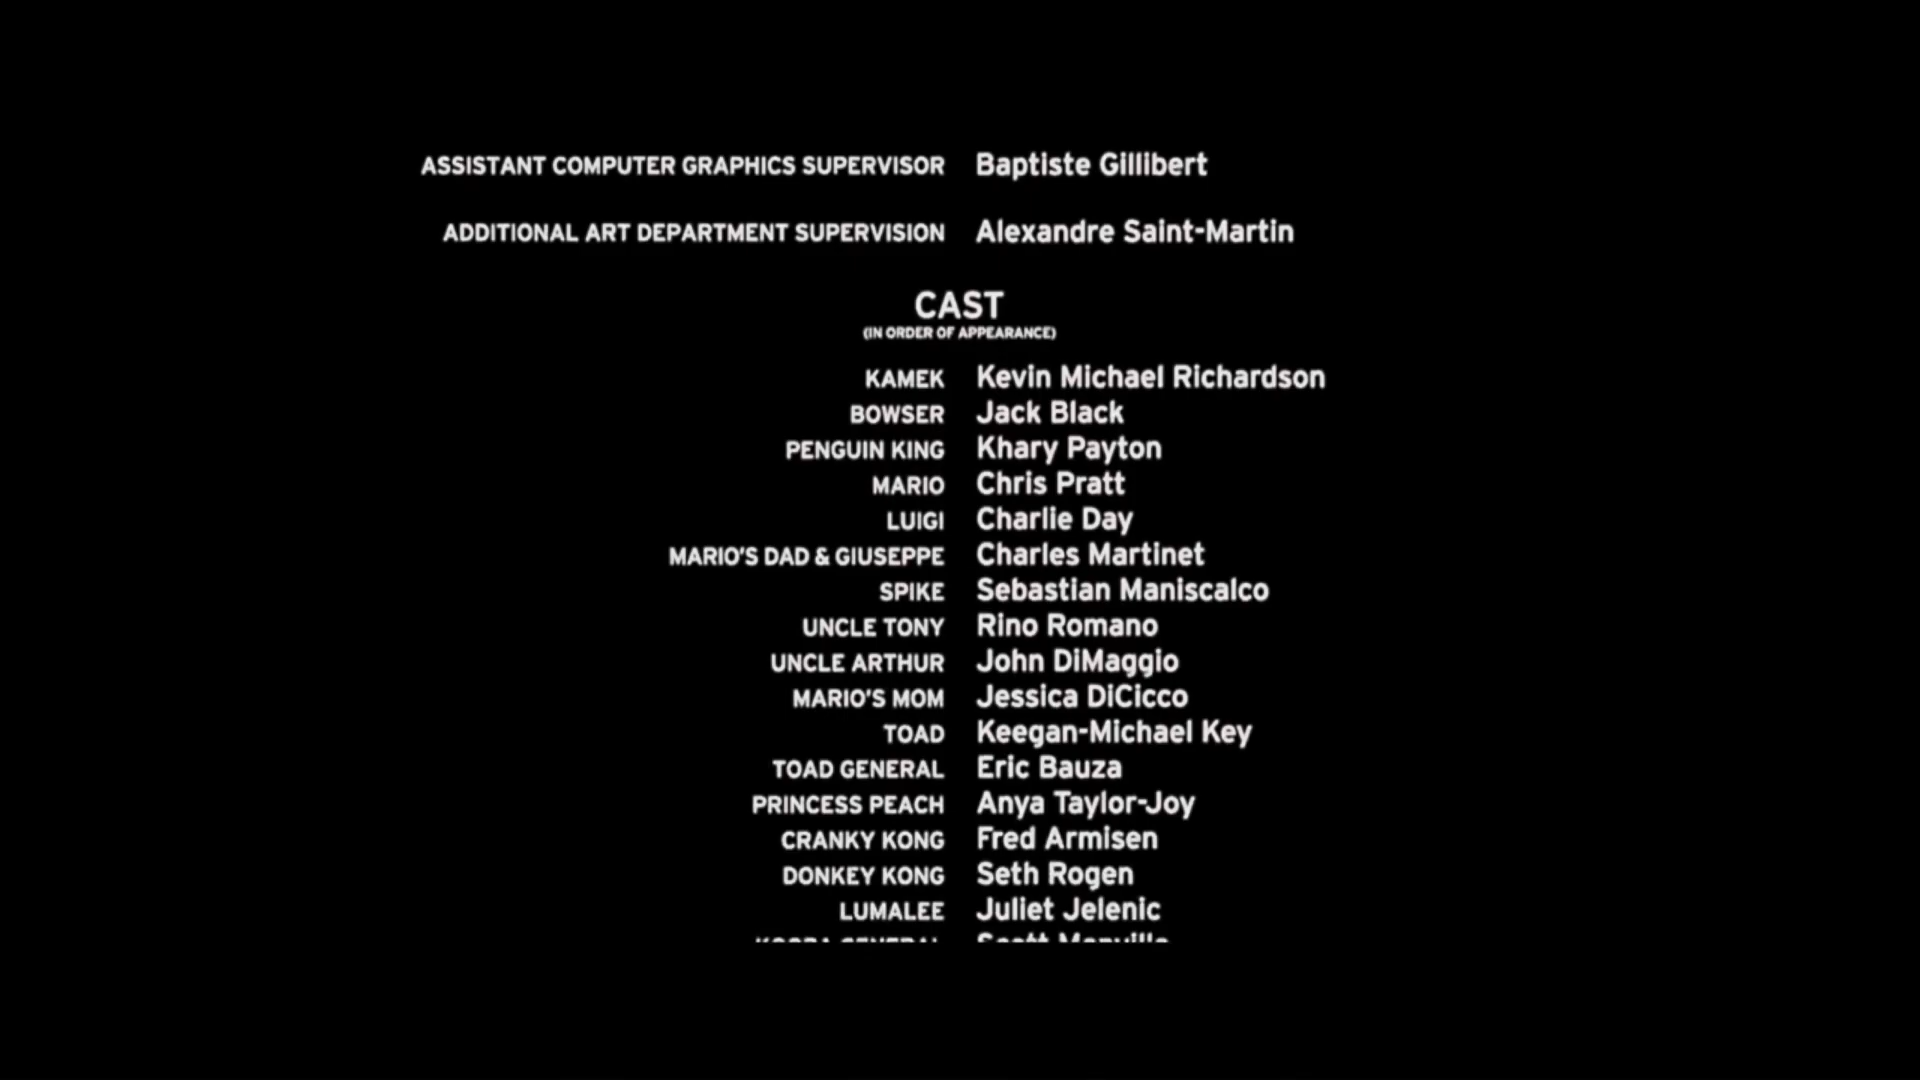 ASSISTANT COMPUTER GRAPHICS SUPERVISOR Baptiste Gillibert
ADDITIONAL ART DEPARTMENT SUPERVISION Alexandre Saint-Martin
CAST
(IN ORDER OF APPEARANCE)
KAMEK Kevin Michael Richardson
BOWSER Jack Black
PENGUIN KING Khary Payton
MARIO Chris Pratt
LUIGI Charlie Day
MARIO'S DAD & GIUSEPPE Charles Martinet
SPIKE Sebastian Maniscalco
UNCLE TONY Rino Romano
UNCLE ARTHUR John DiMaggio
MARIO'S MOM Jessica DiCicco
TOAD Keegan-Michael Key
TOAD GENERAL Eric Bauza
PRINCESS PEACH Anya Taylor-Joy
CRANKY KONG Fred Armisen
DONKEY KONG Seth Rogen
LUMALEE Juliet Jelenic